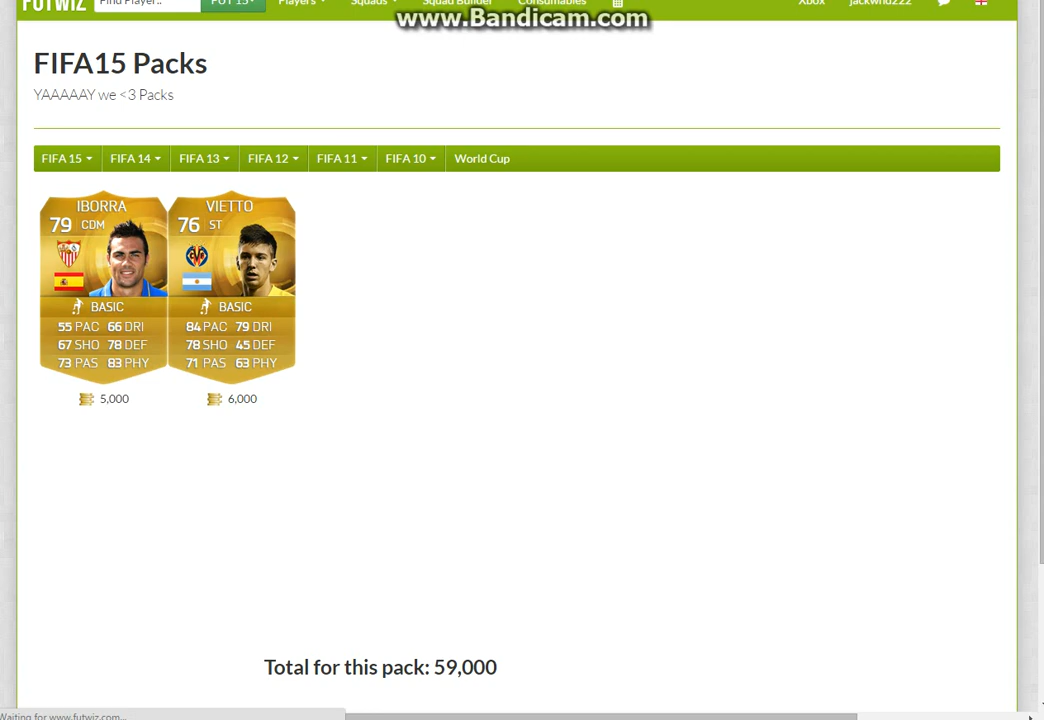 FUTWIZ Find Player.. FUT 15 Players Squads Squad Builder Consumables Xbox jackwhd222
www.Bandicam.com
FIFA15 Packs
YAAAAAY we <3 Packs
FIFA 15 FIFA 14 FIFA 13 FIFA 12 FIFA 11 FIFA 10 World Cup
IBORRA
79 CDM
BASIC
55 PAC 66 DRI
67 SHO 78 DEF
73 PAS 83 PHY
5,000
VIETTO
76 ST
BASIC
84 PAC 79 DRI
78 SHO 45 DEF
71 PAS 63 PHY
6,000
Total for this pack: 59,000
Waiting for www.futwiz.com...